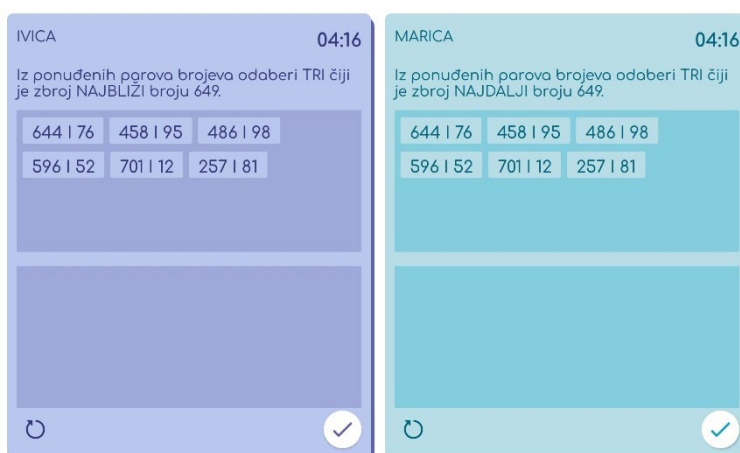 IVICA 04:16
Iz ponuđenih parova brojeva odaberi TRI čiji
je zbroj NAJBLIŽI broju 649.
644 I 76 458 I 95 486 I 98
596 I 52 701 I 12 257 I 81
MARICA 04:16
Iz ponuđenih parova brojeva odaberi TRI čiji
je zbroj NAJDALJI broju 649.
644 I 76 458 I 95 486 I 98
596 I 52 701 I 12 257 I 81